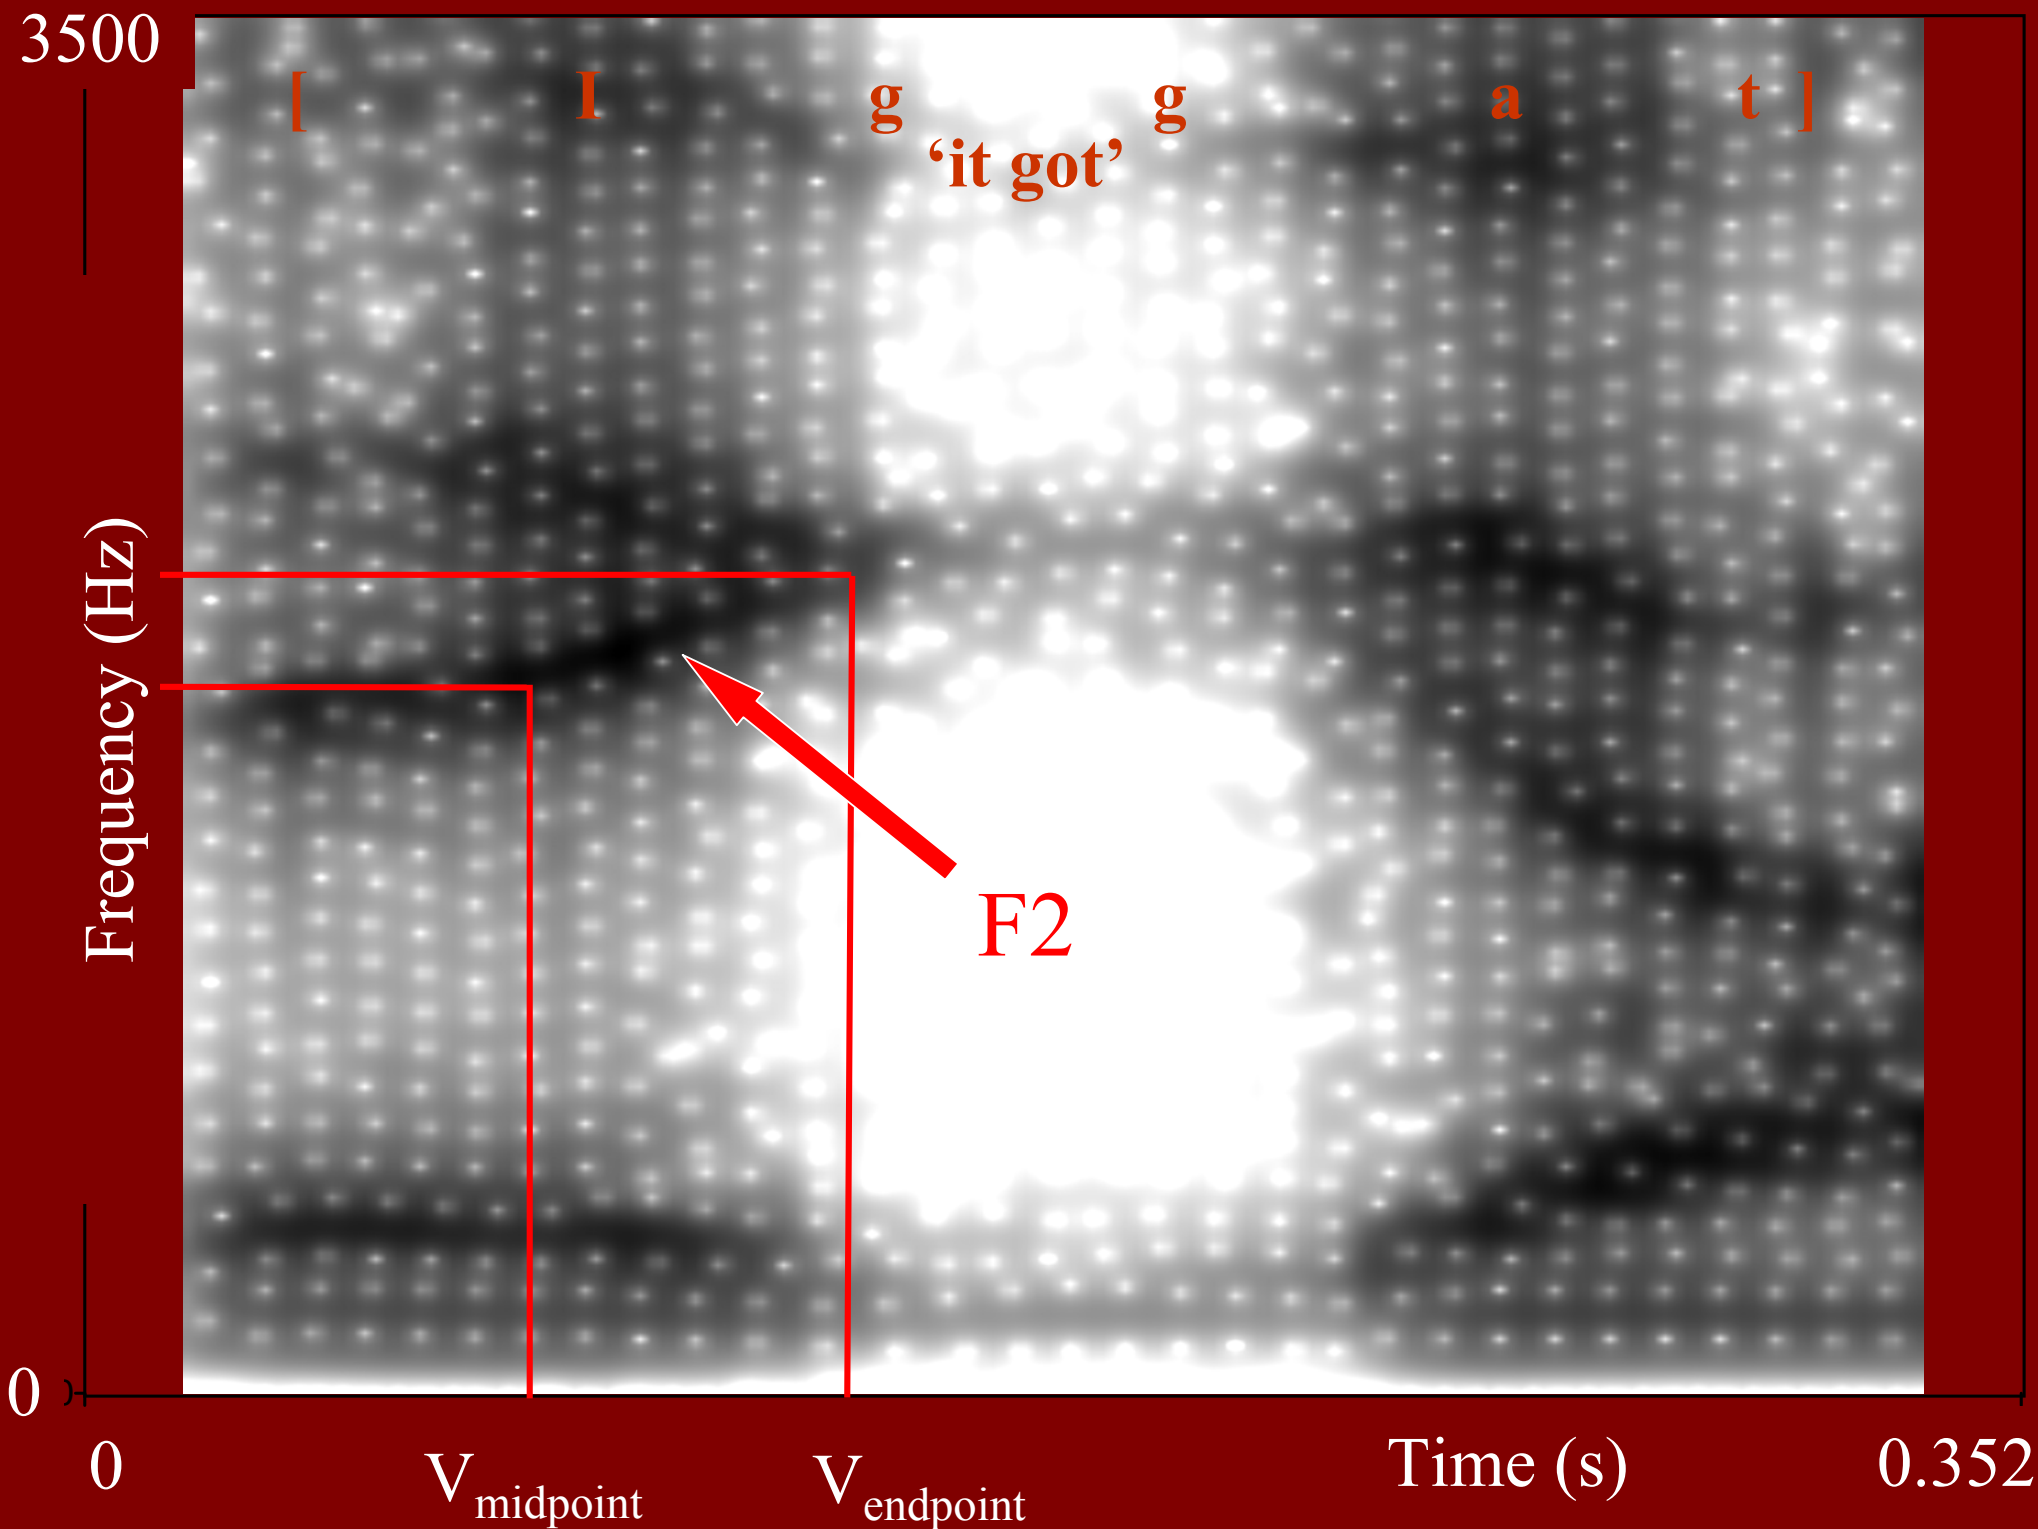 3500
[ I g g a t ]
‘it got’
Frequency (Hz)
F2
0
0 Vmidpoint Vendpoint Time (s) 0.352